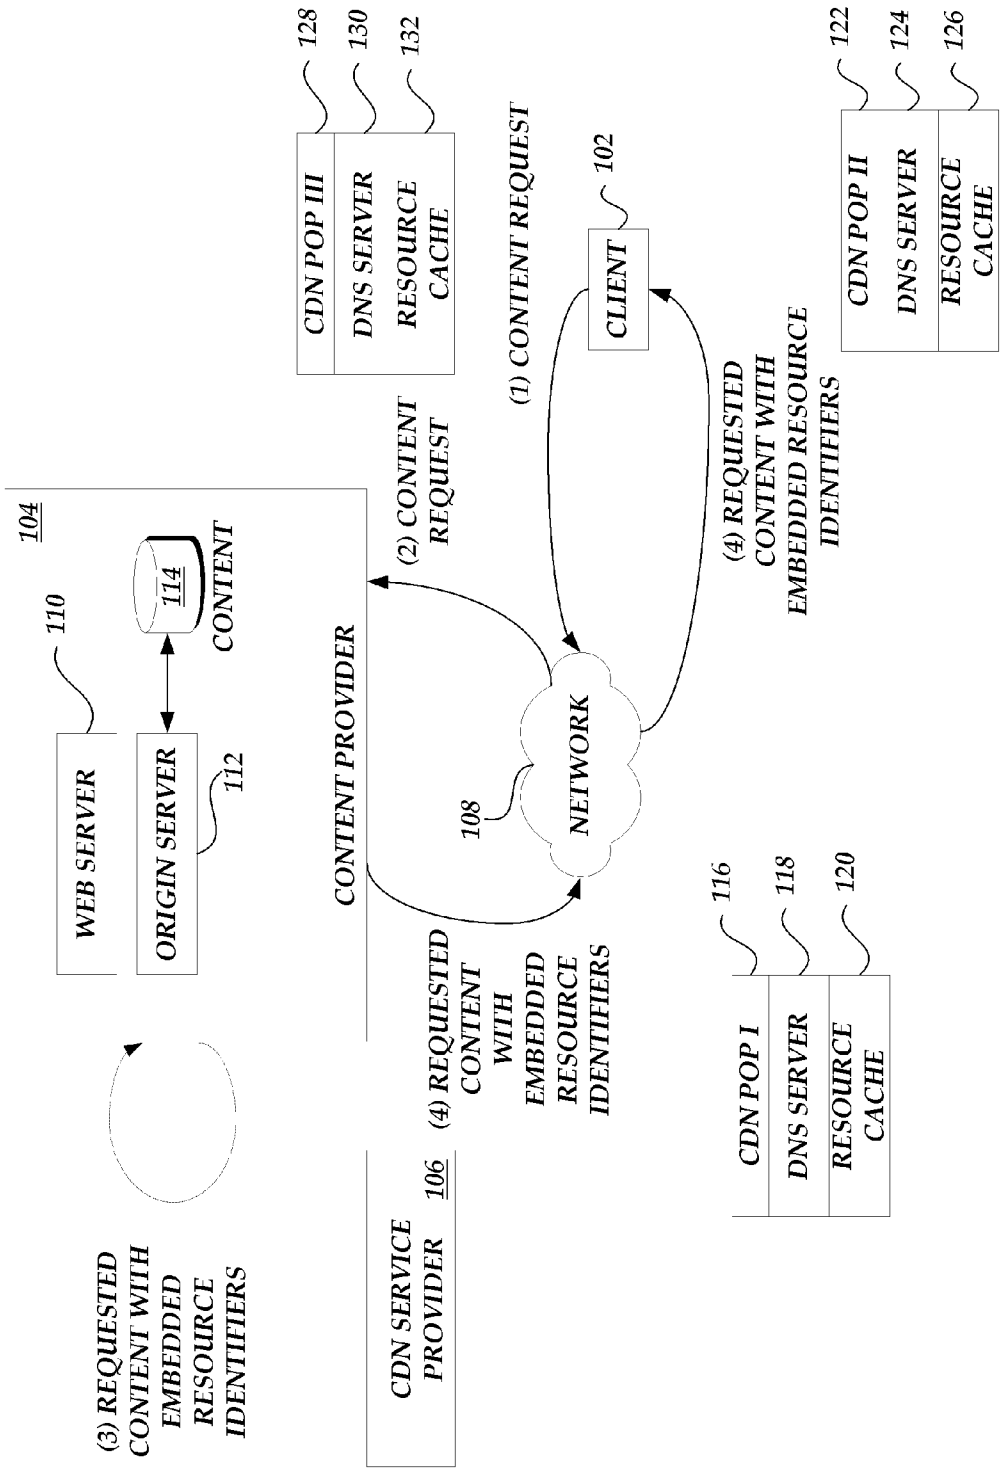 (3) REQUESTED
CONTENT WITH
EMBEDDED
RESOURCE
IDENTIFIERS
WEB SERVER
110
ORIGIN SERVER
112
114
CONTENT
104
CONTENT PROVIDER
CDN SERVICE
PROVIDER
106
(4) REQUESTED
CONTENT
WITH
EMBEDDED
RESOURCE
IDENTIFIERS
(2) CONTENT
REQUEST
CDN POP III
128
DNS SERVER
130
RESOURCE
CACHE
132
108
NETWORK
(1) CONTENT REQUEST
CLIENT
102
(4) REQUESTED
CONTENT WITH
EMBEDDED RESOURCE
IDENTIFIERS
CDN POP I
116
DNS SERVER
118
RESOURCE
CACHE
120
CDN POP II
122
DNS SERVER
124
RESOURCE
CACHE
126